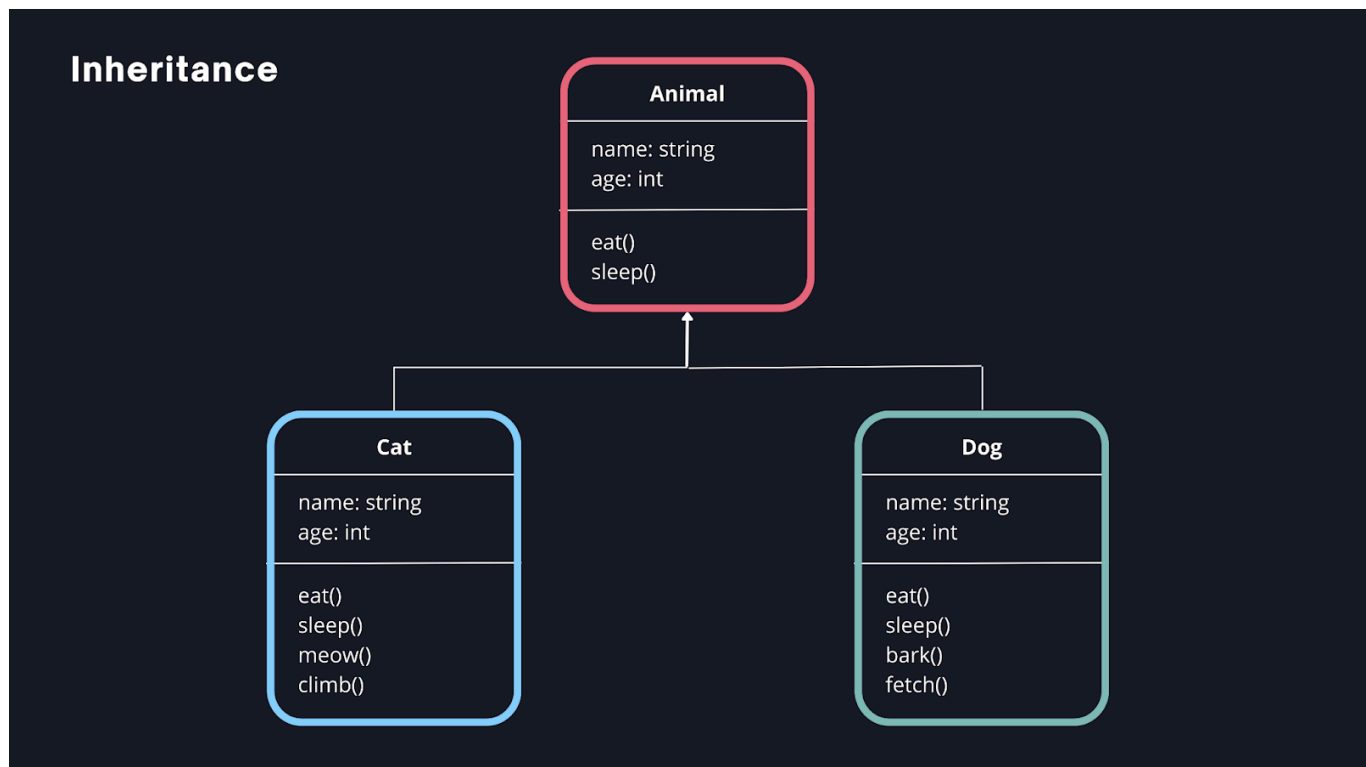 Inheritance
Animal
name: string
age: int
eat()
sleep()
Cat
name: string
age: int
eat()
sleep()
meow()
climb()
Dog
name: string
age: int
eat()
sleep()
bark()
fetch()